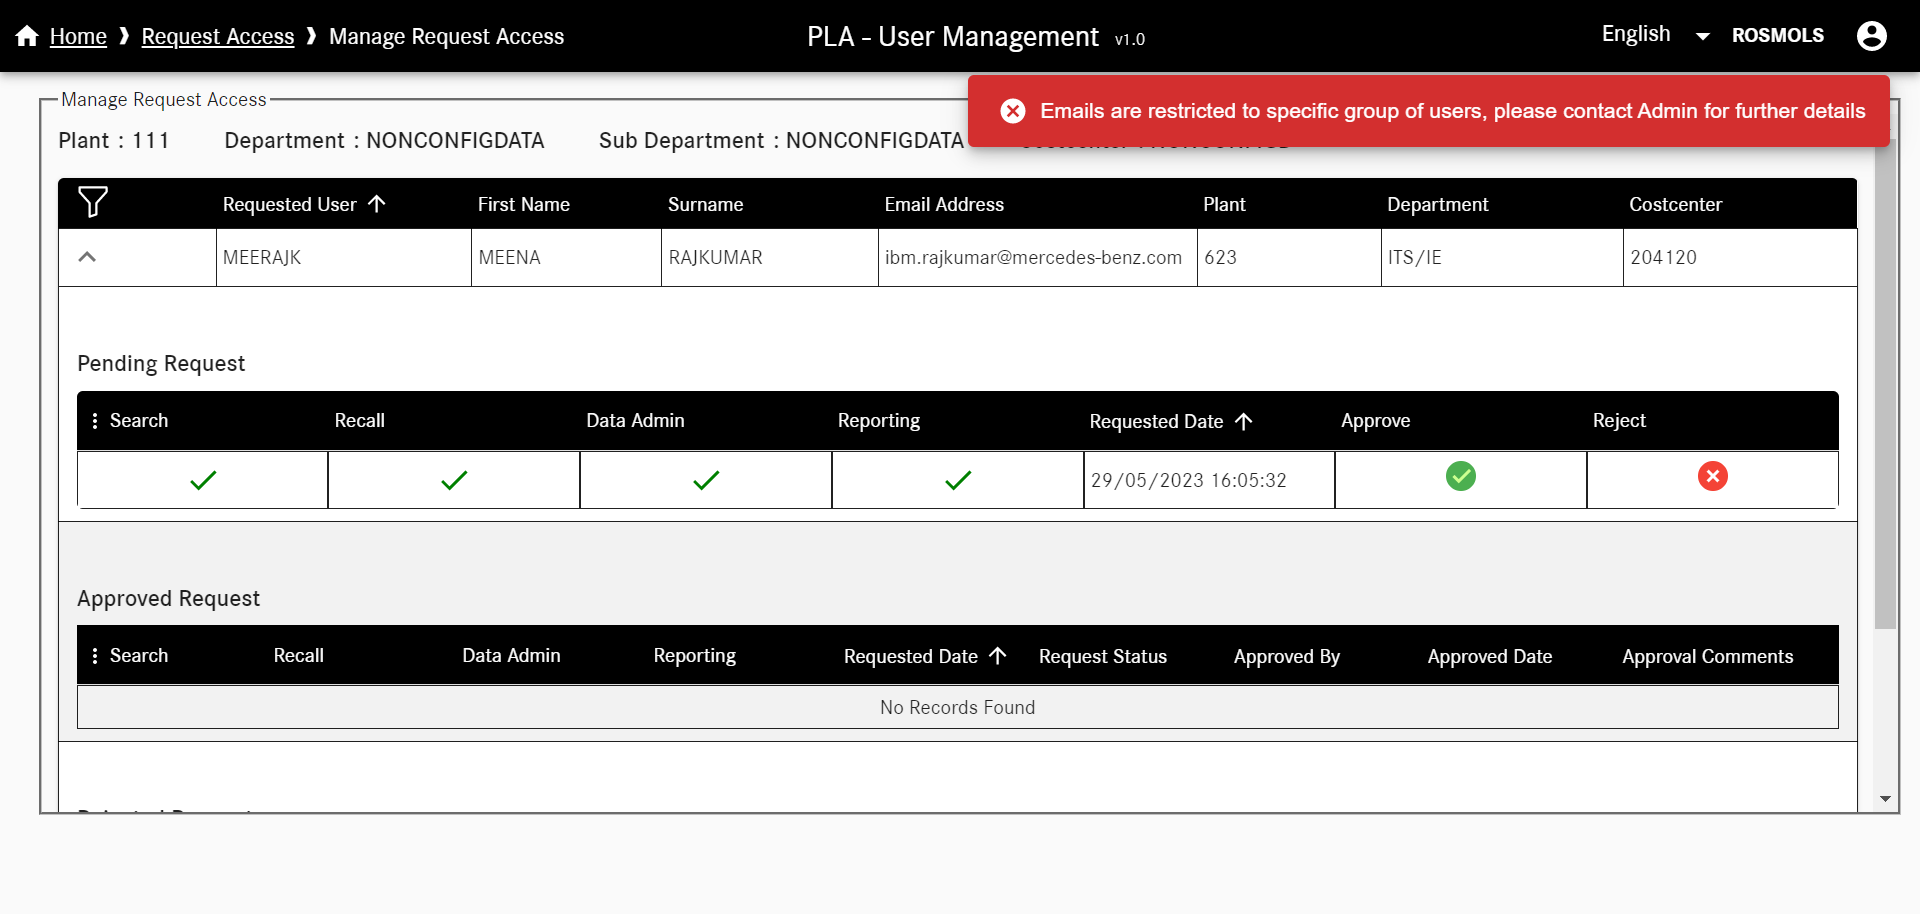 Home ❱ Request Access ❱ Manage Request Access
PLA - User Management v1.0
English
ROSMOLS
Emails are restricted to specific group of users, please contact Admin for further details
Manage Request Access
Plant : 111 Department : NONCONFIGDATA Sub Department : NONCONFIGDATA
Requested User First Name Surname Email Address Plant Department Costcenter
MEERAJK MEENA RAJKUMAR ibm.rajkumar@mercedes-benz.com 623 ITS/IE 204120
Pending Request
Search Recall Data Admin Reporting Requested Date Approve Reject
29/05/2023 16:05:32
Approved Request
Search Recall Data Admin Reporting Requested Date Request Status Approved By Approved Date Approval Comments
No Records Found